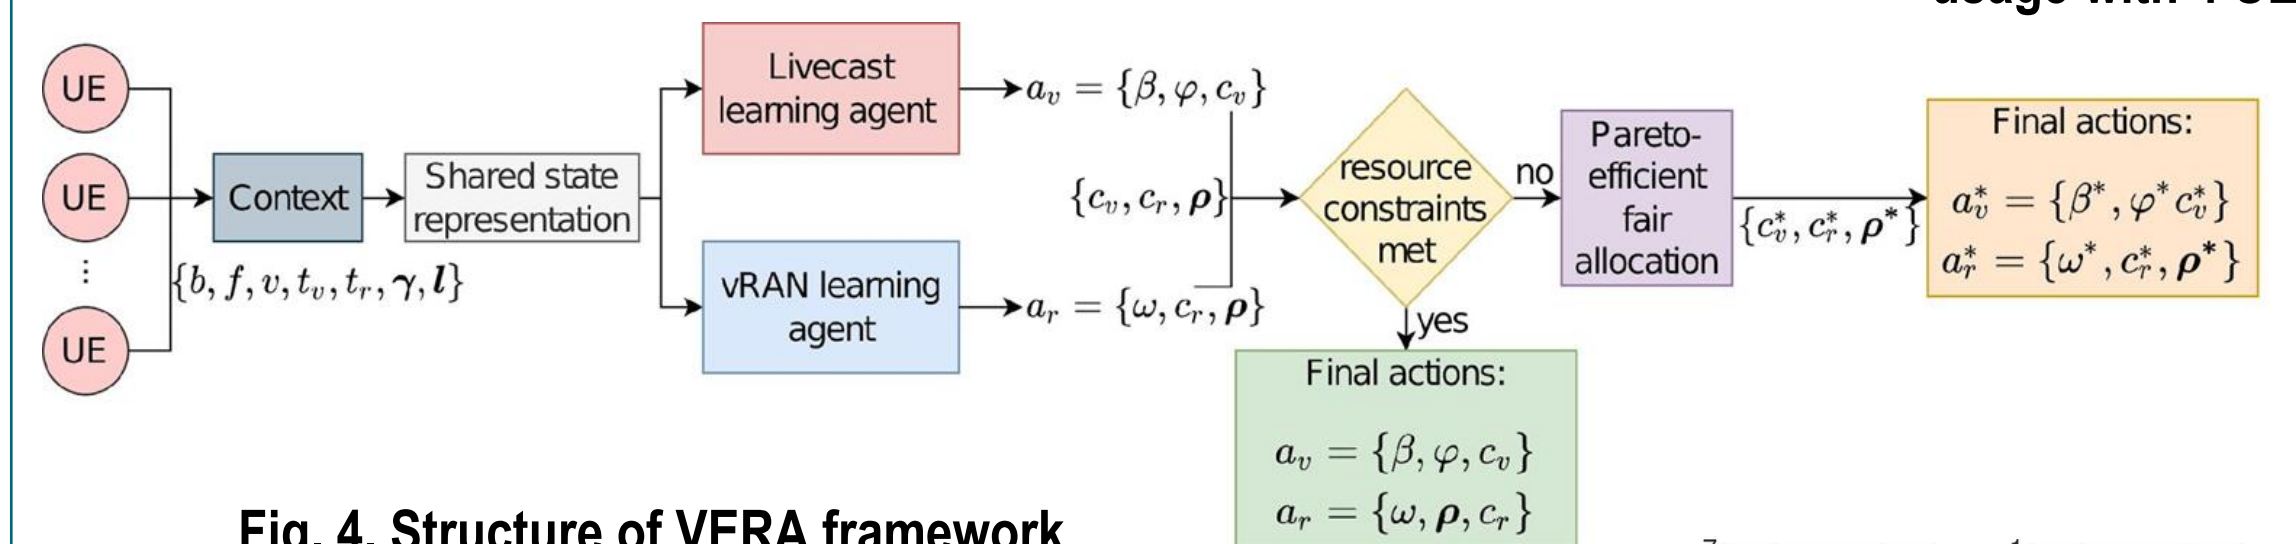 UE
UE
⋮
UE
{b, f, v, t_v, t_r, γ, l}
Context
Shared state
representation
Livecast
learning agent
vRAN learning
agent
a_v = {β, φ, c_v}
{c_v, c_r, ρ}
a_r = {ω, c_r, ρ}
resource
constraints
met
no
yes
Pareto-
efficient
fair
allocation
{c_v^*, c_r^*, ρ^*}
Final actions:
a_v^* = {β^*, φ^* c_v^*}
a_r^* = {ω^*, c_r^*, ρ^*}
Final actions:
a_v = {β, φ, c_v}
a_r = {ω, ρ, c_r}
Fig. 4. Structure of VERA framework